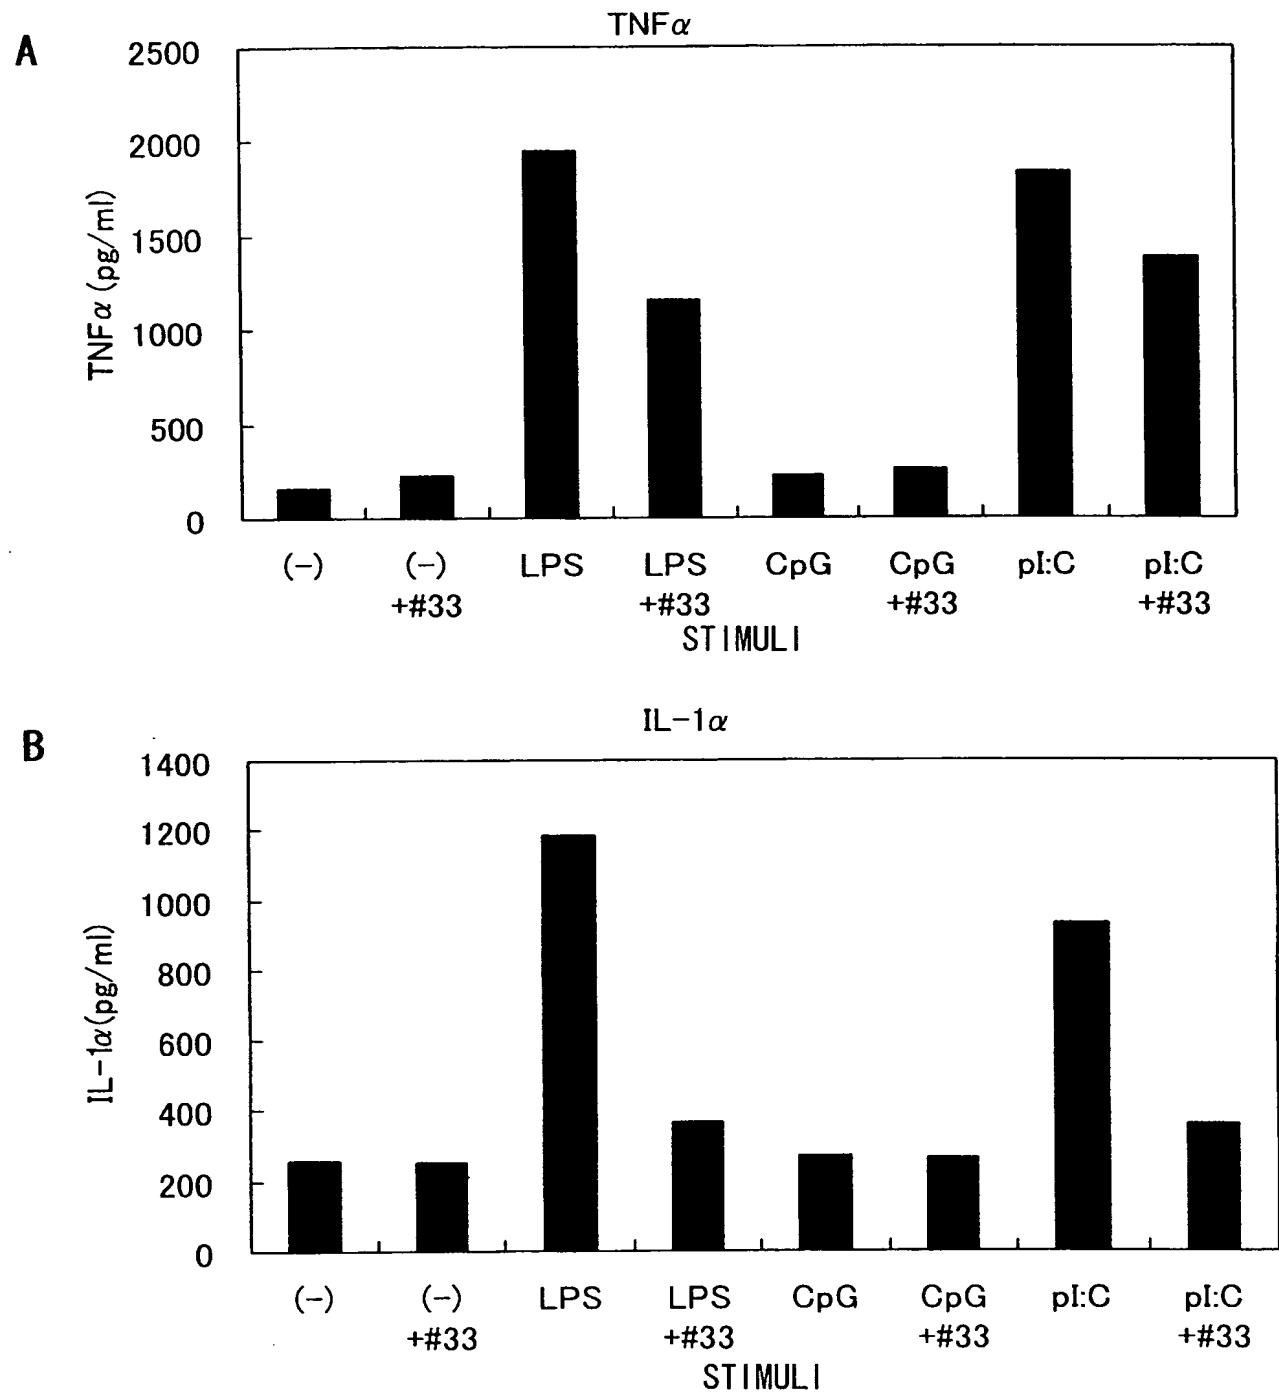 A
TNFα
2500
2000
1500
1000
500
0
TNFα (pg/ml)
(-) (-) LPS LPS CpG CpG pI:C pI:C
+#33 +#33 +#33 +#33
STIMULI
B
IL-1α
1400
1200
1000
800
600
400
200
0
IL-1α(pg/ml)
(-) (-) LPS LPS CpG CpG pI:C pI:C
+#33 +#33 +#33 +#33
STIMULI